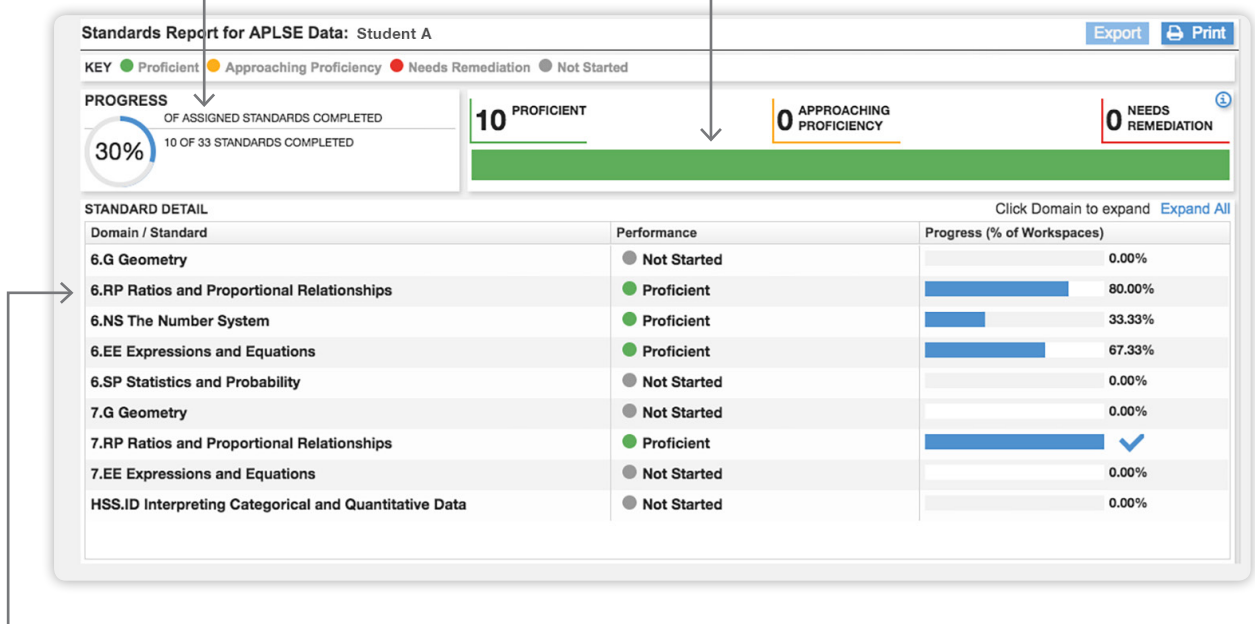 Standards Report for APLSE Data: Student A
Export Print
KEY Proficient Approaching Proficiency Needs Remediation Not Started
PROGRESS
OF ASSIGNED STANDARDS COMPLETED
30%
10 OF 33 STANDARDS COMPLETED
10 PROFICIENT
0 APPROACHING
PROFICIENCY
0 NEEDS
REMEDIATION
STANDARD DETAIL
Click Domain to expand Expand All
Domain / Standard Performance Progress (% of Workspaces)
6.G Geometry Not Started 0.00%
6.RP Ratios and Proportional Relationships Proficient 80.00%
6.NS The Number System Proficient 33.33%
6.EE Expressions and Equations Proficient 67.33%
6.SP Statistics and Probability Not Started 0.00%
7.G Geometry Not Started 0.00%
7.RP Ratios and Proportional Relationships Proficient
7.EE Expressions and Equations Not Started 0.00%
HSS.ID Interpreting Categorical and Quantitative Data Not Started 0.00%